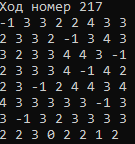 Ход номер 217
-1 3 3 2 2 4 3 3
2 3 3 2 -1 3 4 3
3 2 3 3 4 4 3 -1
2 3 3 3 4 -1 4 2
2 3 -1 2 4 4 3 4
4 3 3 3 3 3 -1 3
3 -1 3 2 3 3 3 3
2 2 3 0 2 2 1 2